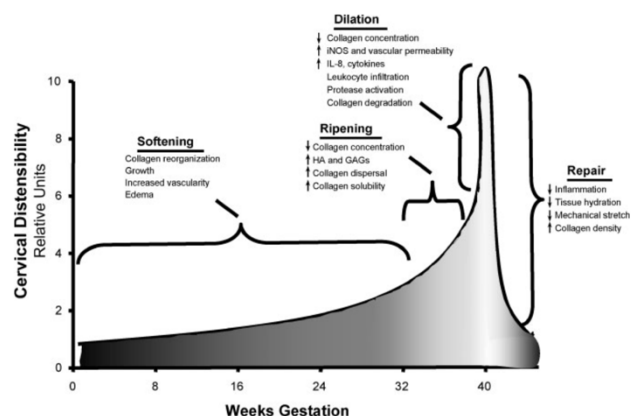 Dilation
↓ Collagen concentration
↑ iNOS and vascular permeability
↑ IL-8, cytokines
Leukocyte infiltration
Protease activation
Collagen degradation
Softening
Collagen reorganization
Growth
Increased vascularity
Edema
Ripening
↓ Collagen concentration
↑ HA and GAGs
↑ Collagen dispersal
↑ Collagen solubility
Repair
↓ Inflammation
↓ Tissue hydration
↓ Mechanical stretch
↑ Collagen density
Cervical Distensibility
Relative Units
10
8
6
4
2
0
0 8 16 24 32 40
Weeks Gestation